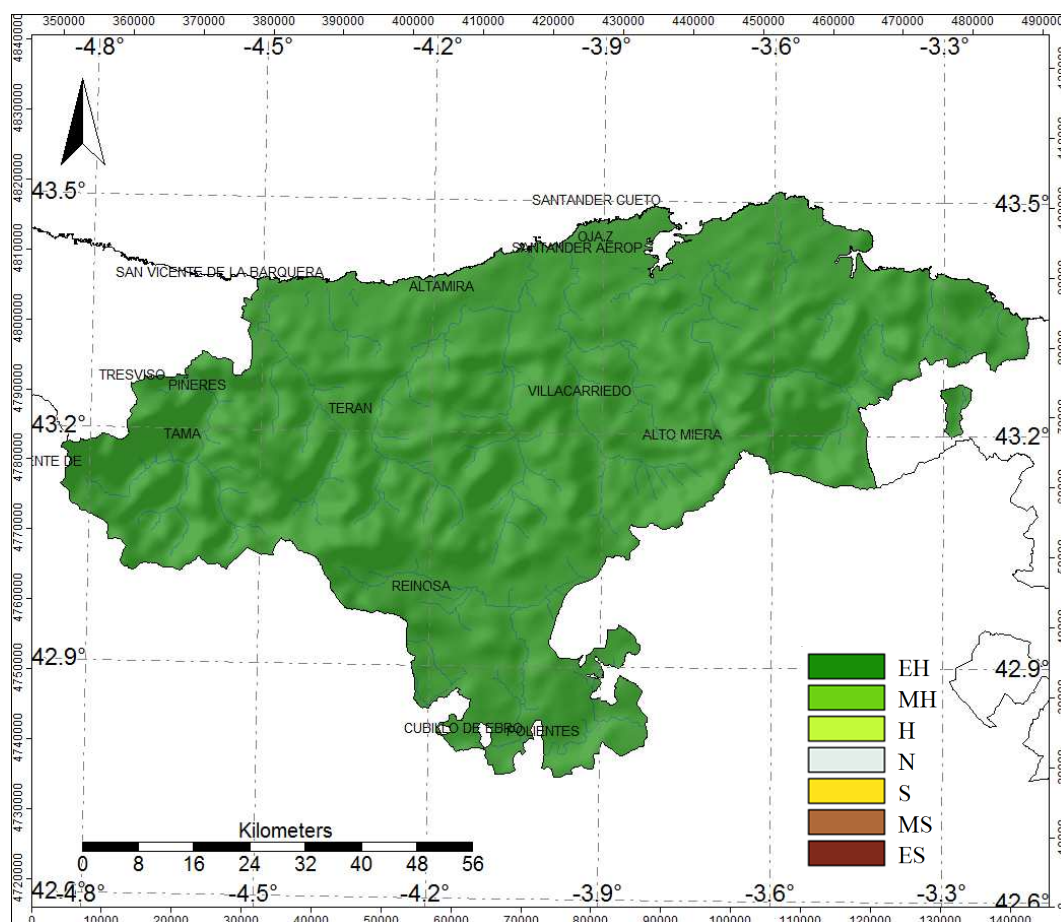 350000 360000 370000 380000 390000 400000 410000 420000 430000 440000 450000 460000 470000 480000 490000
-4.8° -4.5° -4.2° -3.9° -3.6° -3.3°
4840000
4830000
4820000
4810000
4800000
4790000
4780000
4770000
4760000
4750000
4740000
4730000
4720000
43.5° 43.5°
SANTANDER CUETO
OJAIZ
SANTANDER AEROP
SAN VICENTE DE LA BARQUERA
ALTAMIRA
TRESVISO
PIÑERES
VILLACARRIEDO
TERAN
43.2° 43.2°
TAMA
ALTO MIERA
ENTE DE
REINOSA
42.9° 42.9°
CUBILLO DE EBRO
POLIENTES
EH
MH
H
N
S
MS
ES
Kilometers
0 8 16 24 32 40 48 56
42.6°
-4.8° -4.5° -4.2° -3.9° -3.6° -3.3°
10000 20000 30000 40000 50000 60000 70000 80000 90000 100000 110000 120000 130000 140000